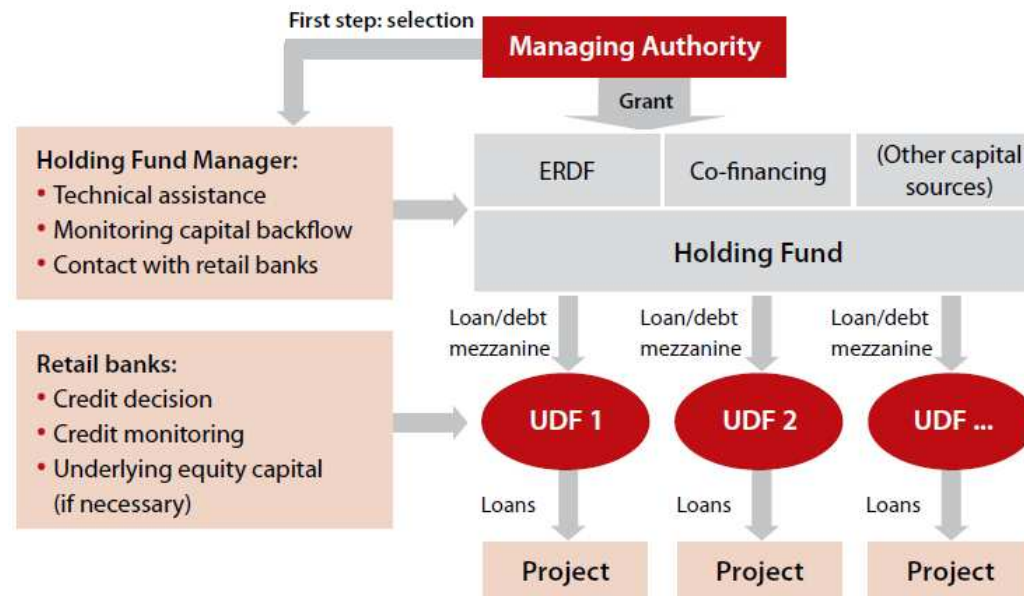 First step: selection
Managing Authority
Grant
Holding Fund Manager:
• Technical assistance
• Monitoring capital backflow
• Contact with retail banks
ERDF
Co-financing
(Other capital
sources)
Holding Fund
Loan/debt
mezzanine
Loan/debt
mezzanine
Loan/debt
mezzanine
Retail banks:
• Credit decision
• Credit monitoring
• Underlying equity capital
(if necessary)
UDF 1
UDF 2
UDF ...
Loans
Loans
Loans
Project
Project
Project